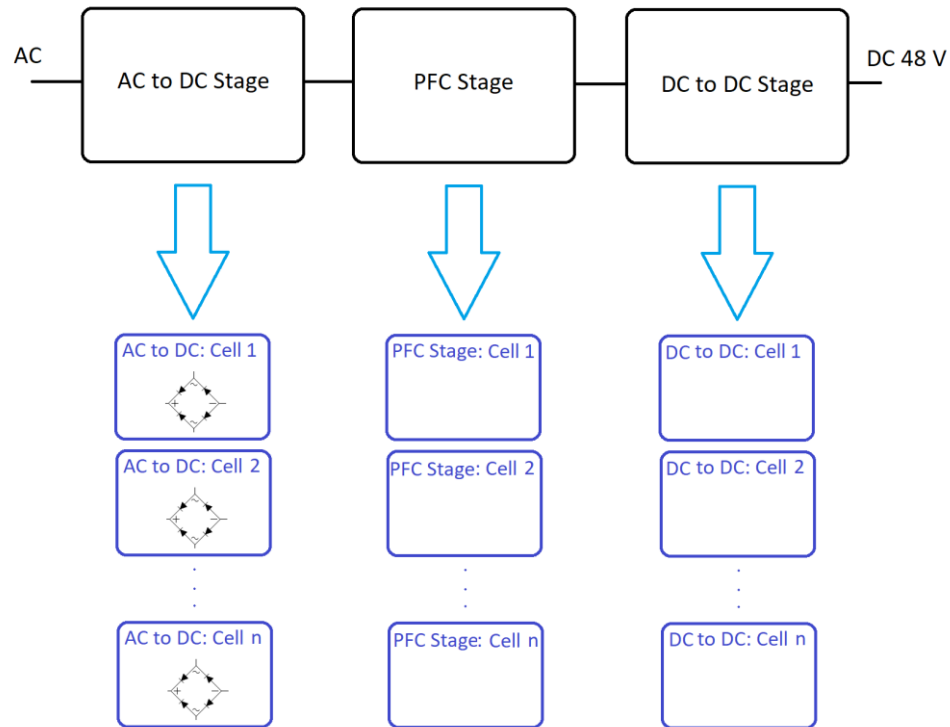 AC
AC to DC Stage
PFC Stage
DC to DC Stage
DC 48 V
AC to DC: Cell 1
PFC Stage: Cell 1
DC to DC: Cell 1
AC to DC: Cell 2
PFC Stage: Cell 2
DC to DC: Cell 2
AC to DC: Cell n
PFC Stage: Cell n
DC to DC: Cell n